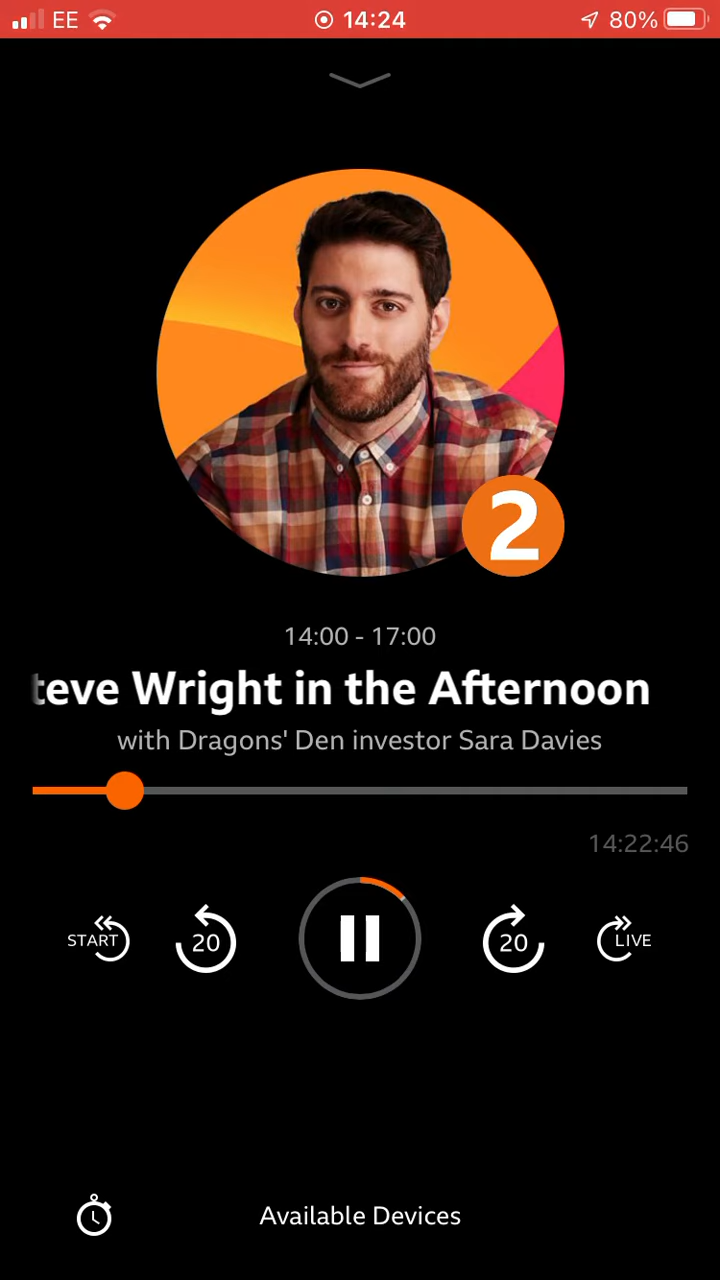 EE 14:24 80%
2
14:00 - 17:00
teve Wright in the Afternoon
with Dragons' Den investor Sara Davies
14:22:46
START 20 20 LIVE
Available Devices